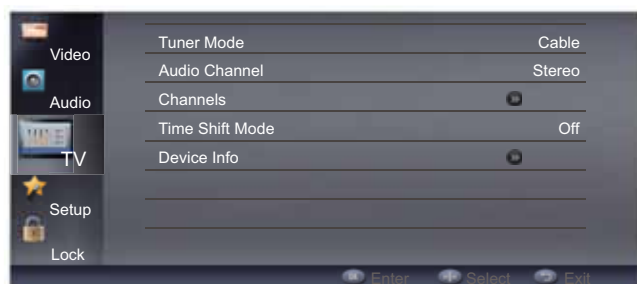 Video
Audio
TV
Setup
Lock
Tuner Mode Cable
Audio Channel Stereo
Channels
Time Shift Mode Off
Device Info
Enter Select Exit